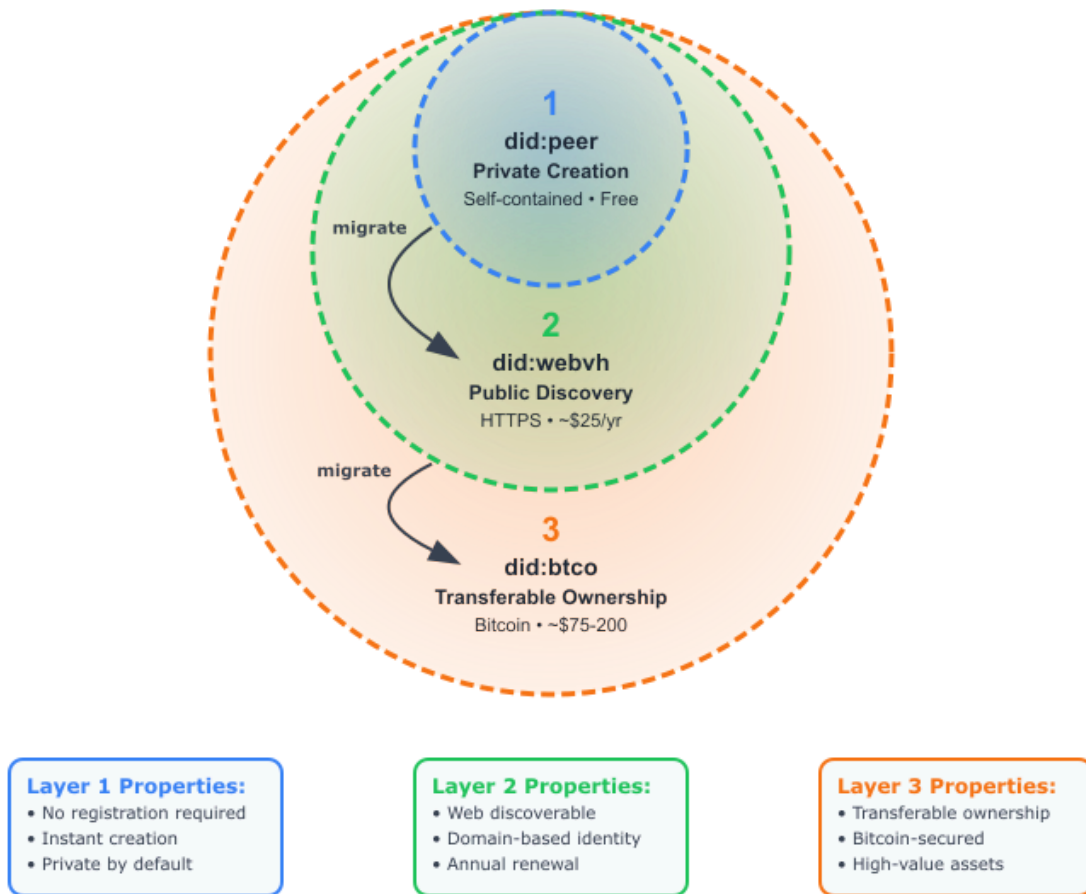 1
did:peer
Private Creation
Self-contained • Free
migrate
2
did:webvh
Public Discovery
HTTPS • ~$25/yr
migrate
3
did:btco
Transferable Ownership
Bitcoin • ~$75-200
Layer 1 Properties:
• No registration required
• Instant creation
• Private by default
Layer 2 Properties:
• Web discoverable
• Domain-based identity
• Annual renewal
Layer 3 Properties:
• Transferable ownership
• Bitcoin-secured
• High-value assets